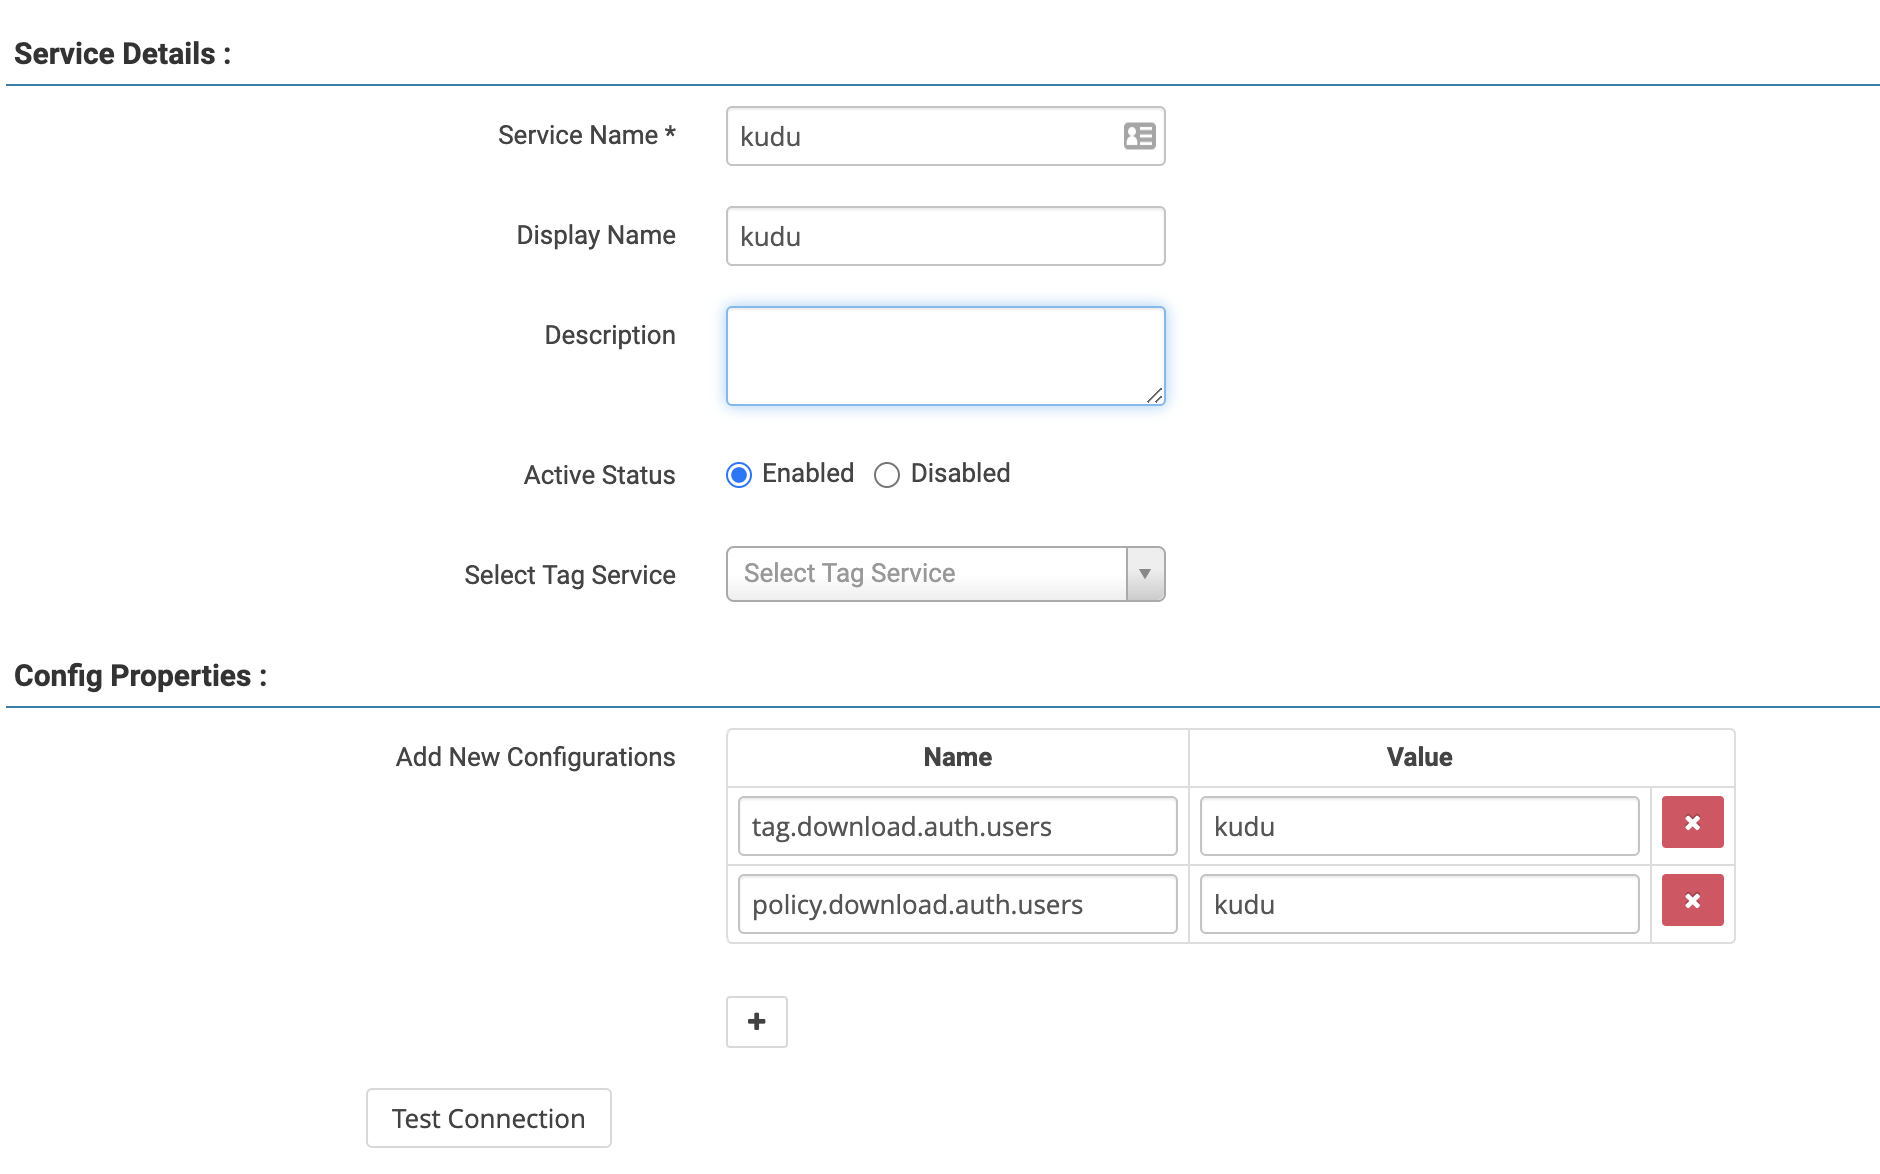 Service Details :
Service Name *
kudu
Display Name
kudu
Description
Active Status
Enabled Disabled
Select Tag Service
Select Tag Service
Config Properties :
Add New Configurations
Name Value
tag.download.auth.users kudu
policy.download.auth.users kudu
Test Connection